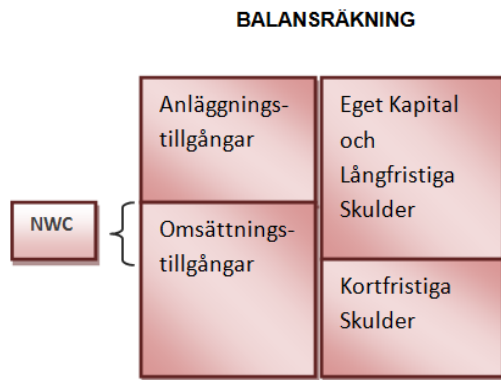 BALANSRÄKNING
Anläggnings-
tillgångar
Eget Kapital
och
Långfristiga
Skulder
NWC
Omsättnings-
tillgångar
Kortfristiga
Skulder